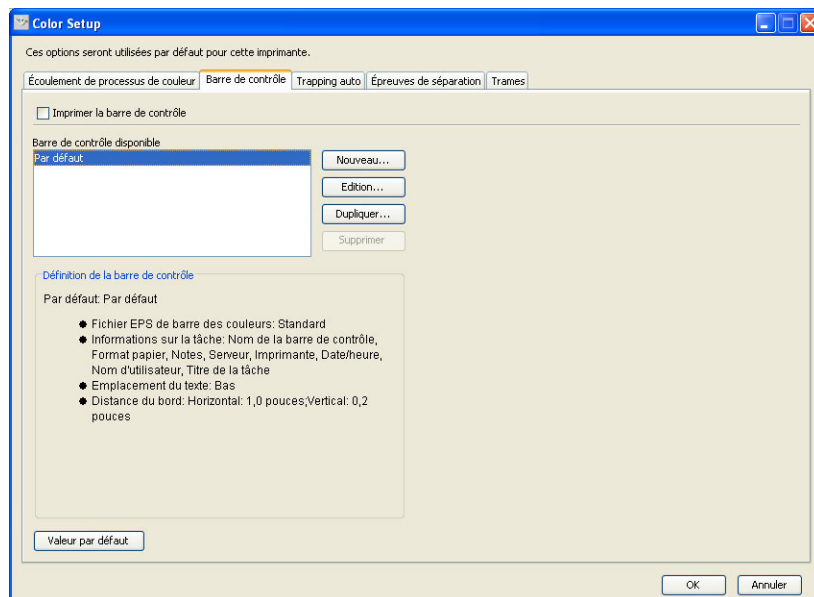 Color Setup
Ces options seront utilisées par défaut pour cette imprimante.
Écoulement de processus de couleur Barre de contrôle Trapping auto Épreuves de séparation Trames
Imprimer la barre de contrôle
Barre de contrôle disponible
Par défaut
Nouveau...
Edition...
Dupliquer...
Supprimer
Définition de la barre de contrôle
Par défaut: Par défaut
● Fichier EPS de barre des couleurs: Standard
● Informations sur la tâche: Nom de la barre de contrôle,
Format papier, Notes, Serveur, Imprimante, Date/heure,
Nom d'utilisateur, Titre de la tâche
● Emplacement du texte: Bas
● Distance du bord: Horizontal: 1,0 pouces;Vertical: 0,2
pouces
Valeur par défaut
OK Annuler